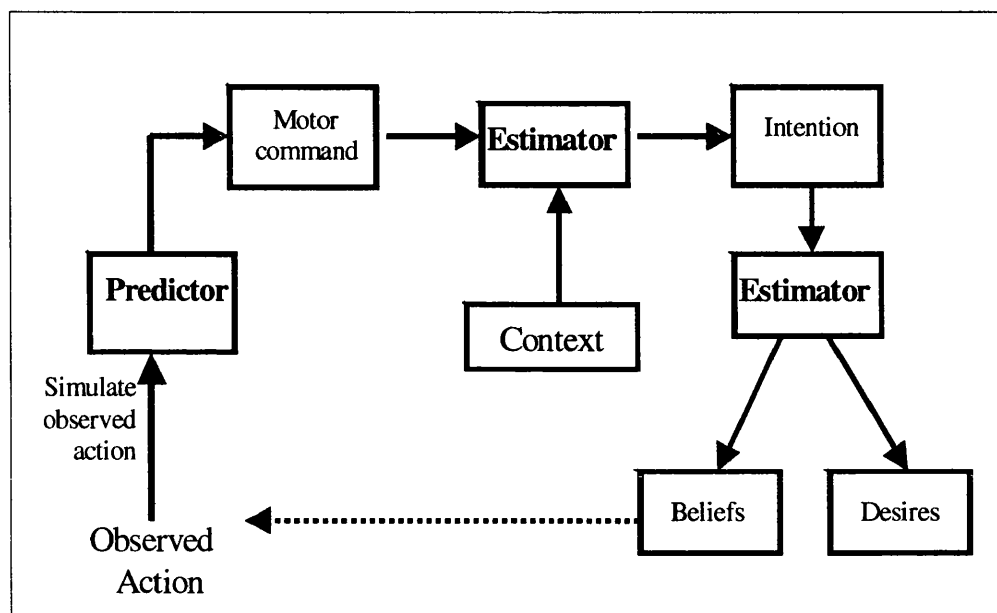 Motor
command
Estimator
Intention
Predictor
Estimator
Context
Simulate
observed
action
Beliefs
Desires
Observed
Action